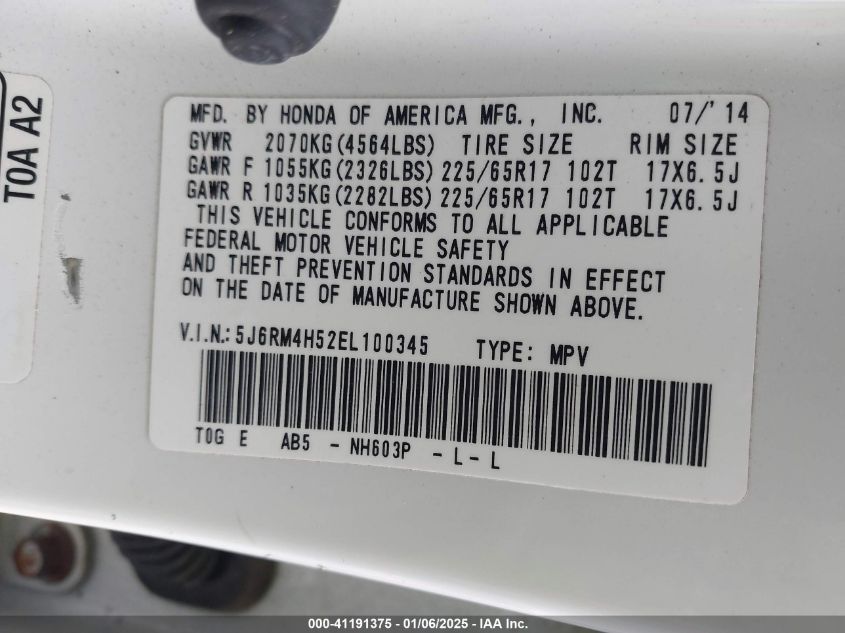 T0A A2
MFD. BY HONDA OF AMERICA MFG., INC. 07/'14
GVWR 2070KG(4564LBS) TIRE SIZE RIM SIZE
GAWR F 1055KG(2326LBS) 225/65R17 102T 17X6.5J
GAWR R 1035KG(2282LBS) 225/65R17 102T 17X6.5J
THIS VEHICLE CONFORMS TO ALL APPLICABLE
FEDERAL MOTOR VEHICLE SAFETY
AND THEFT PREVENTION STANDARDS IN EFFECT
ON THE DATE OF MANUFACTURE SHOWN ABOVE.
V.I.N.: 5J6RM4H52EL100345 TYPE: MPV
T0G E AB5 - NH603P - L - L
000-41191375 - 01/06/2025 - IAA Inc.